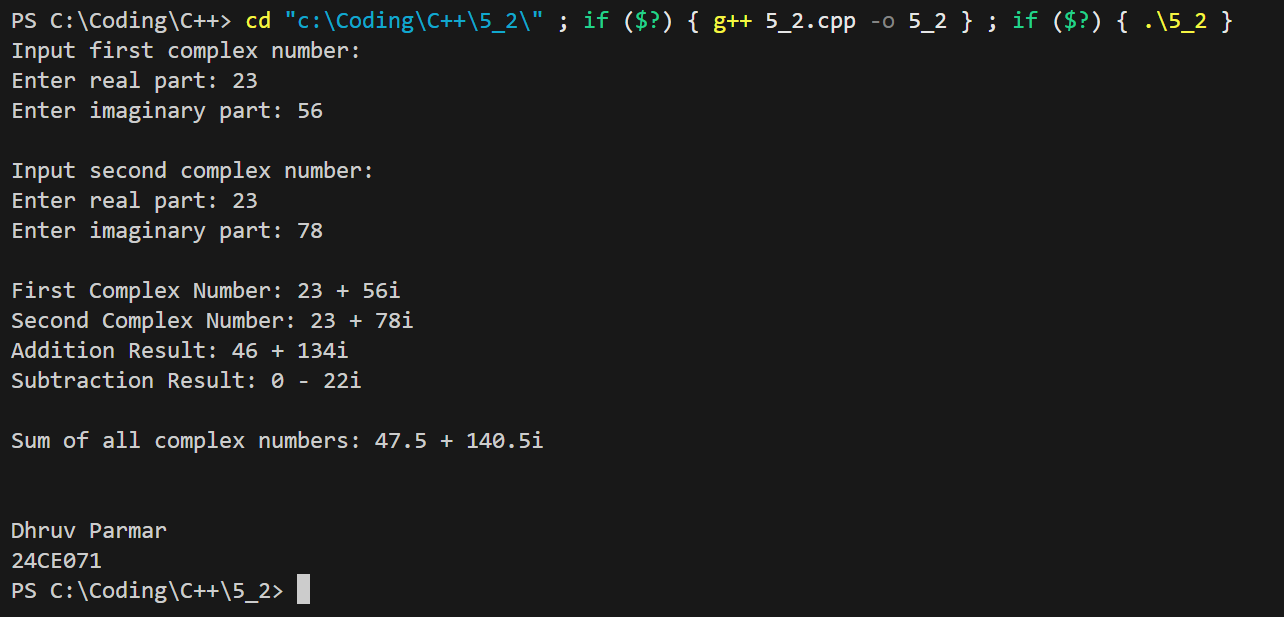 PS C:\Coding\C++> cd "c:\Coding\C++\5_2\" ; if ($?) { g++ 5_2.cpp -o 5_2 } ; if ($?) { .\5_2 }
Input first complex number:
Enter real part: 23
Enter imaginary part: 56
Input second complex number:
Enter real part: 23
Enter imaginary part: 78
First Complex Number: 23 + 56i
Second Complex Number: 23 + 78i
Addition Result: 46 + 134i
Subtraction Result: 0 - 22i
Sum of all complex numbers: 47.5 + 140.5i
Dhruv Parmar
24CE071
PS C:\Coding\C++\5_2>